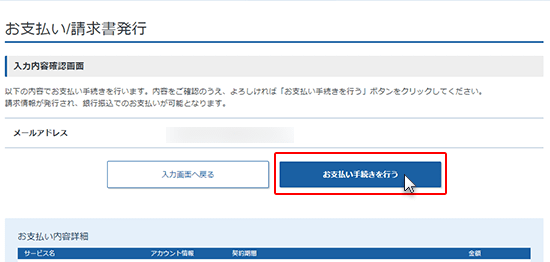 お支払い/請求書発行
入力内容確認画面
以下の内容でお支払い手続きを行います。内容をご確認のうえ、よろしければ「お支払い手続きを行う」ボタンをクリックしてください。
請求情報が発行され、銀行振込でのお支払いが可能となります。
メールアドレス
入力画面へ戻る お支払い手続きを行う
お支払い内容詳細
サービス名 アカウント情報 契約期間 金額